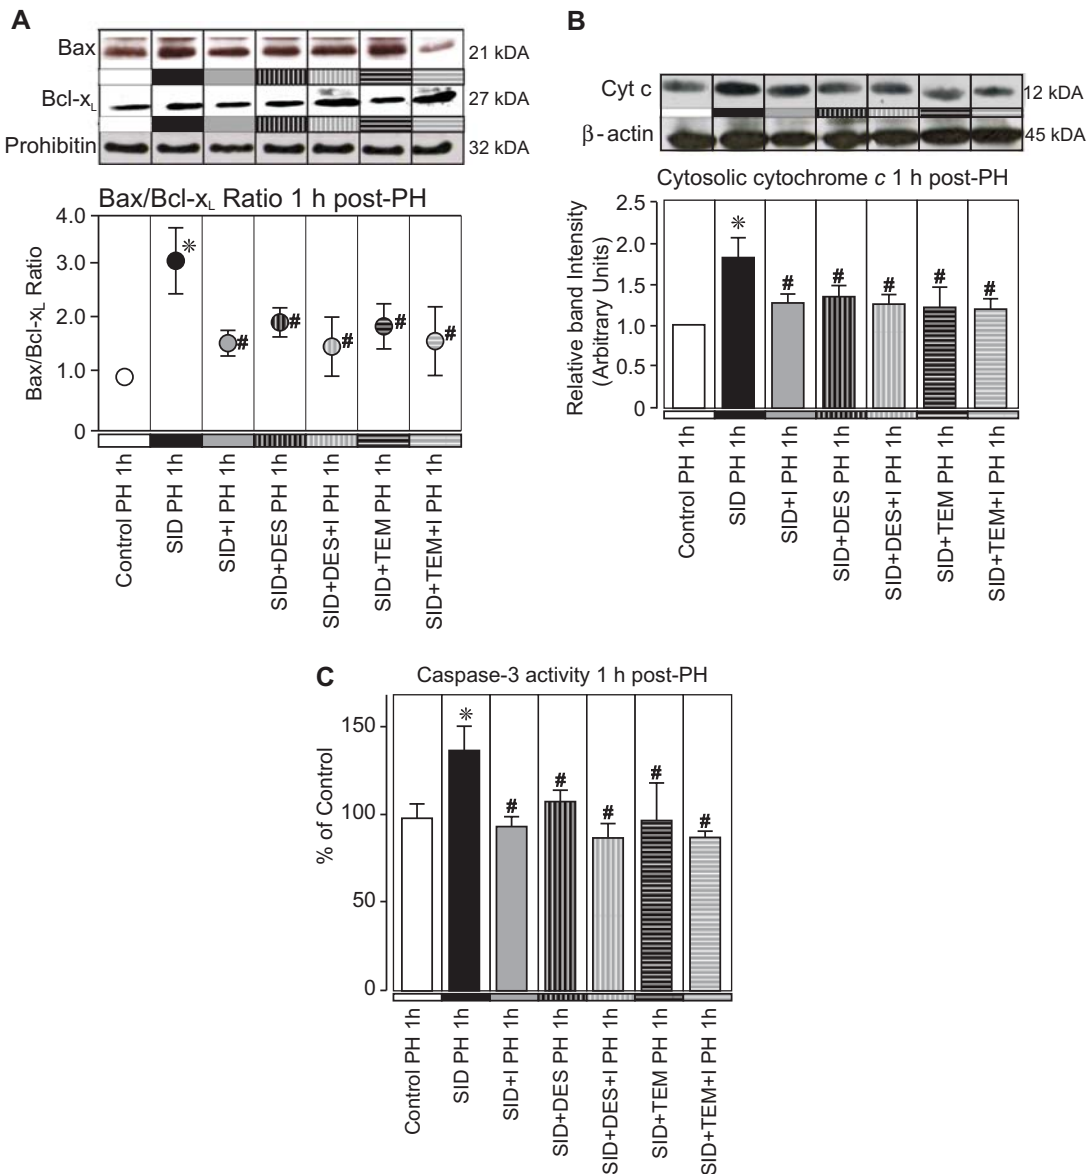 A
Bax
21 kDA
Bcl-xL
27 kDA
Prohibitin
32 kDA
Bax/Bcl-xL Ratio 1 h post-PH
Bax/Bcl-xL Ratio
4.0
3.0
2.0
1.0
0
*
#
#
#
#
#
Control PH 1h
SID PH 1h
SID+I PH 1h
SID+DES PH 1h
SID+DES+I PH 1h
SID+TEM PH 1h
SID+TEM+I PH 1h
B
Cyt c
12 kDA
β-actin
45 kDA
Cytosolic cytochrome c 1 h post-PH
Relative band Intensity
(Arbitrary Units)
2.5
2.0
1.5
1.0
0.5
0
*
#
#
#
#
#
Control PH 1h
SID PH 1h
SID+I PH 1h
SID+DES PH 1h
SID+DES+I PH 1h
SID+TEM PH 1h
SID+TEM+I PH 1h
C
Caspase-3 activity 1 h post-PH
% of Control
150
100
50
0
*
#
#
#
#
#
Control PH 1h
SID PH 1h
SID+I PH 1h
SID+DES PH 1h
SID+DES+I PH 1h
SID+TEM PH 1h
SID+TEM+I PH 1h